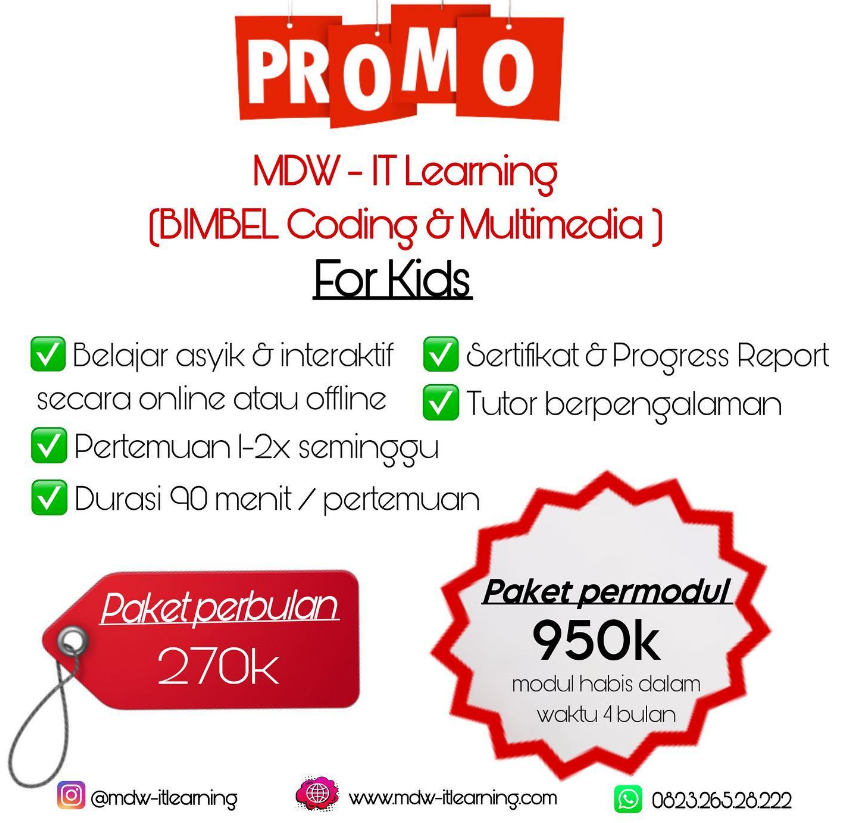 PROMO
MDW - IT Learning
(BIMBEL Coding & Multimedia )
For Kids
Belajar asyik & interaktif
secara online atau offline
Pertemuan 1-2x seminggu
Durasi 90 menit / pertemuan
Sertifikat & Progress Report
Tutor berpengalaman
Paket perbulan
270k
Paket permodul
950k
modul habis dalam
waktu 4 bulan
@mdw-itlearning
www.mdw-itlearning.com
0823.265.28.222